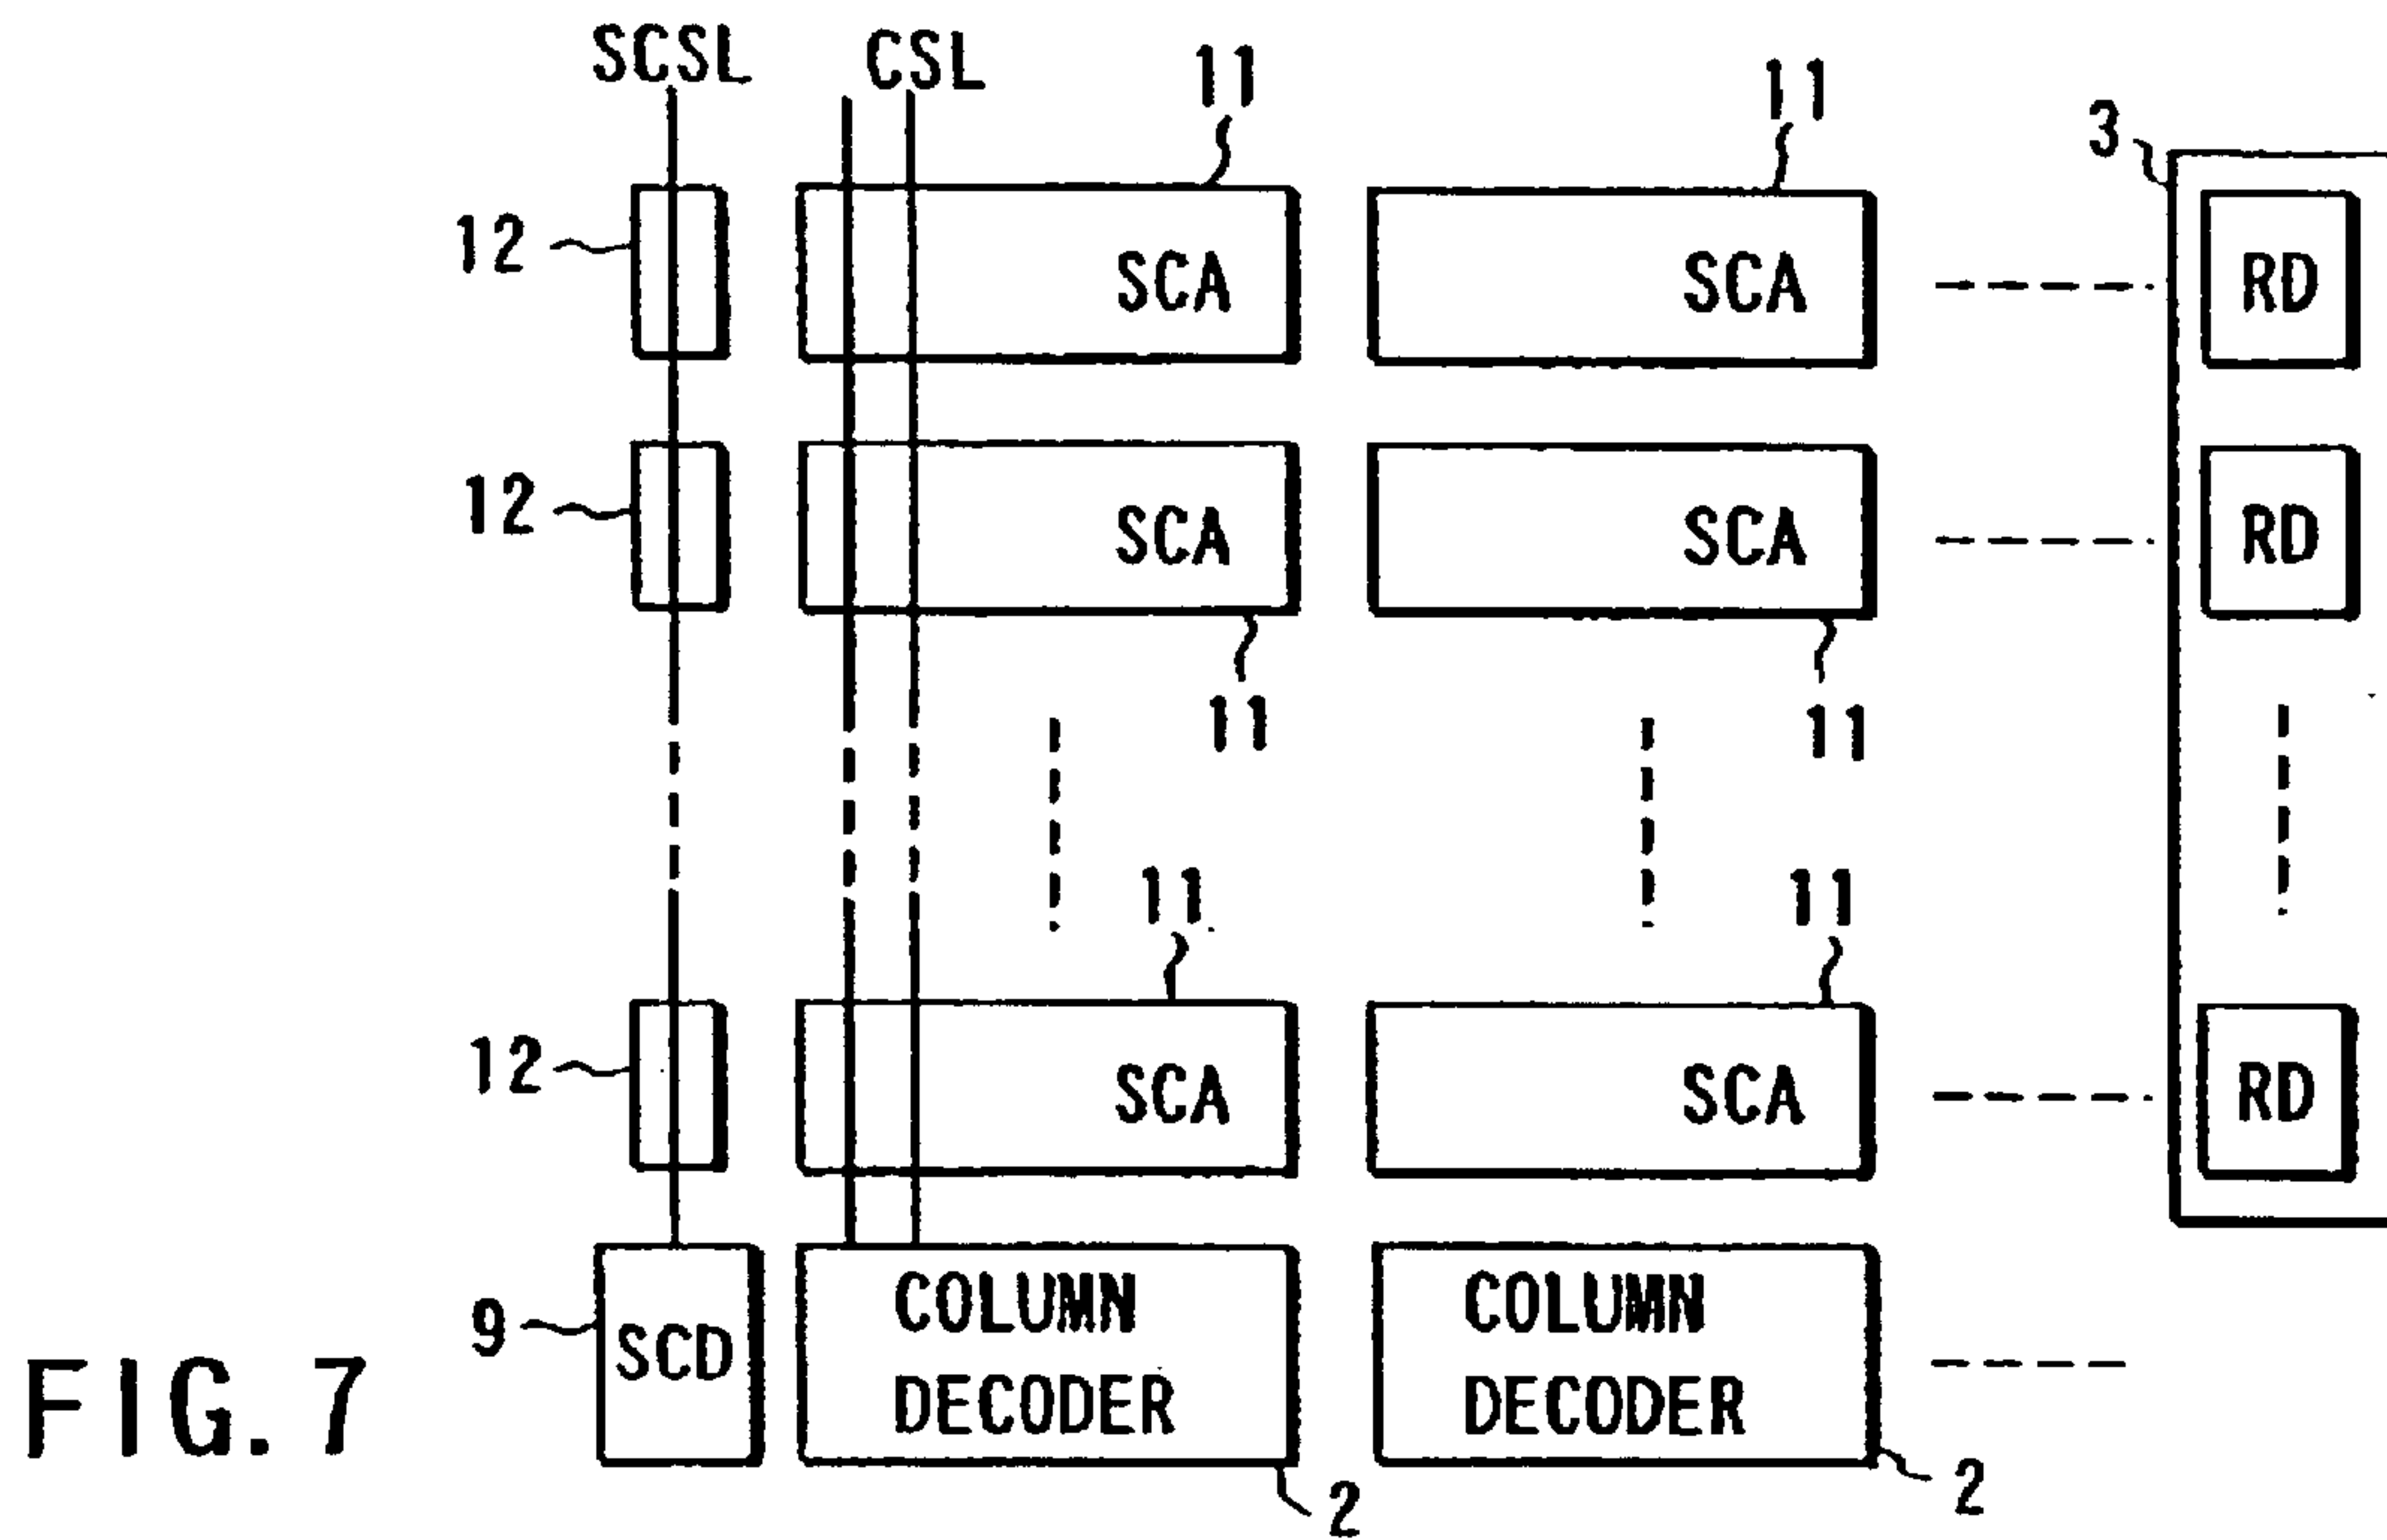 SCSL
CSL
11
11
3
12
SCA
SCA
RD
12
SCA
SCA
RD
11
11
11
11
12
SCA
SCA
RD
9
SCD
COLUMN
DECODER
COLUMN
DECODER
2
2
FIG. 7